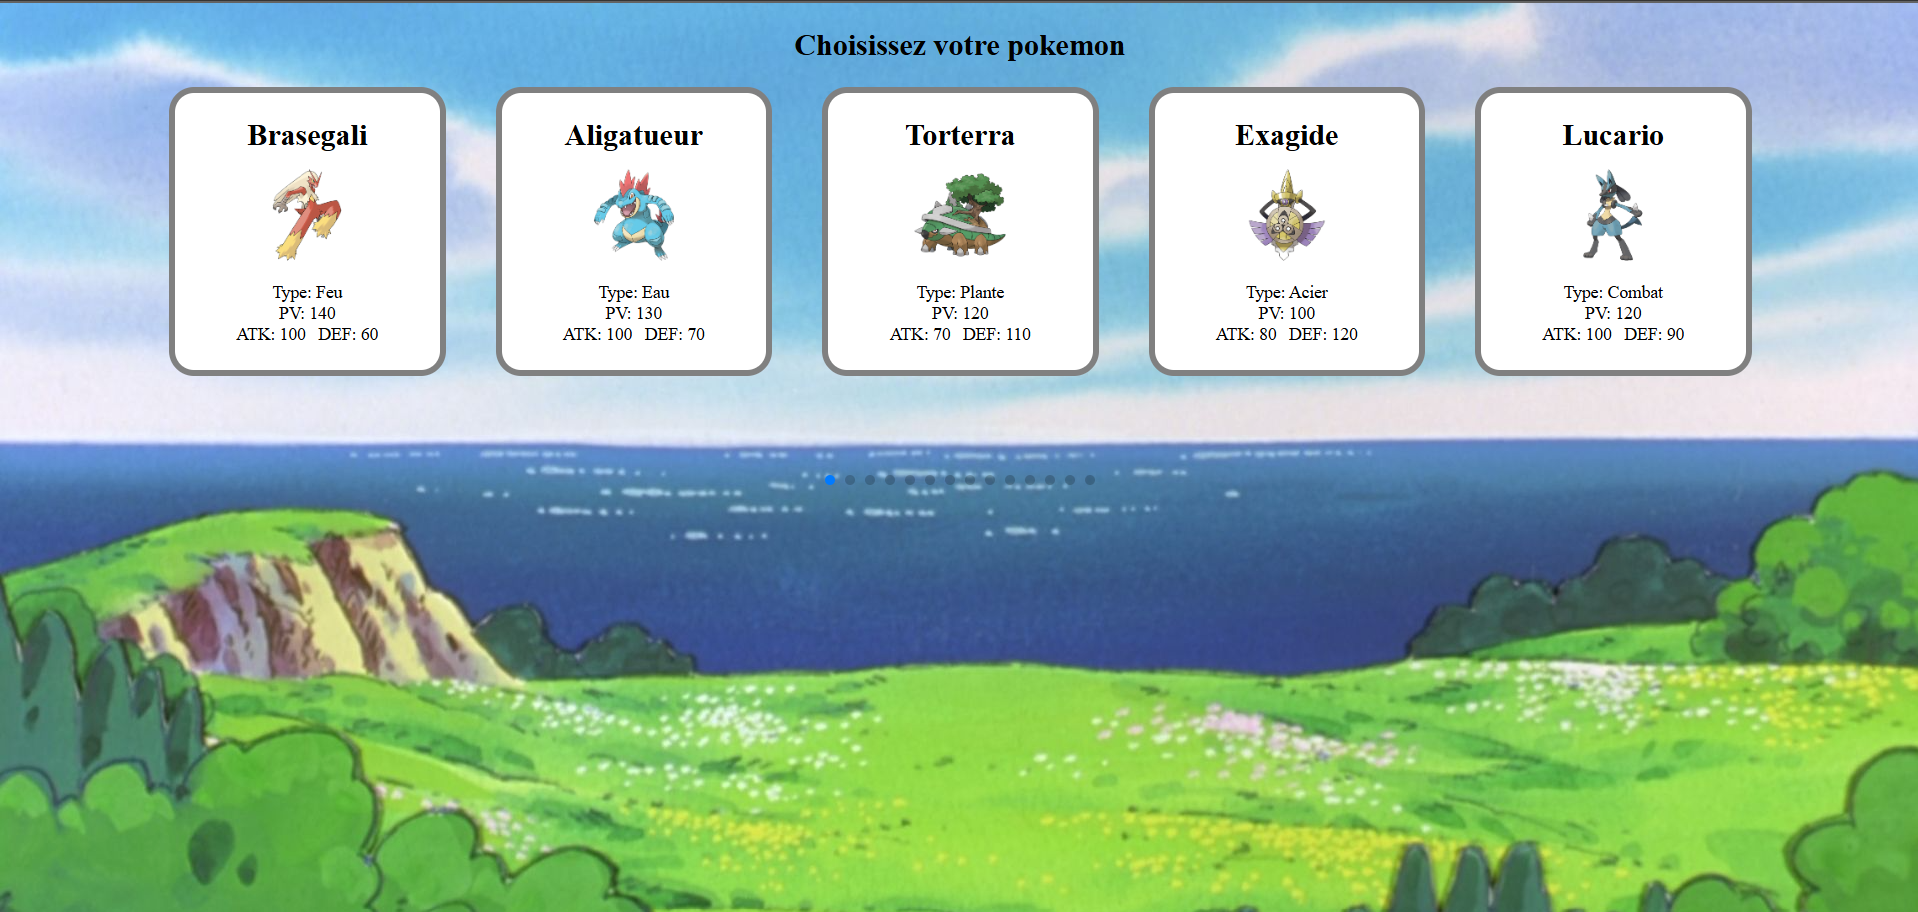 Choisissez votre pokemon
Brasegali
Type: Feu
PV: 140
ATK: 100 DEF: 60
Aligatueur
Type: Eau
PV: 130
ATK: 100 DEF: 70
Torterra
Type: Plante
PV: 120
ATK: 70 DEF: 110
Exagide
Type: Acier
PV: 100
ATK: 80 DEF: 120
Lucario
Type: Combat
PV: 120
ATK: 100 DEF: 90